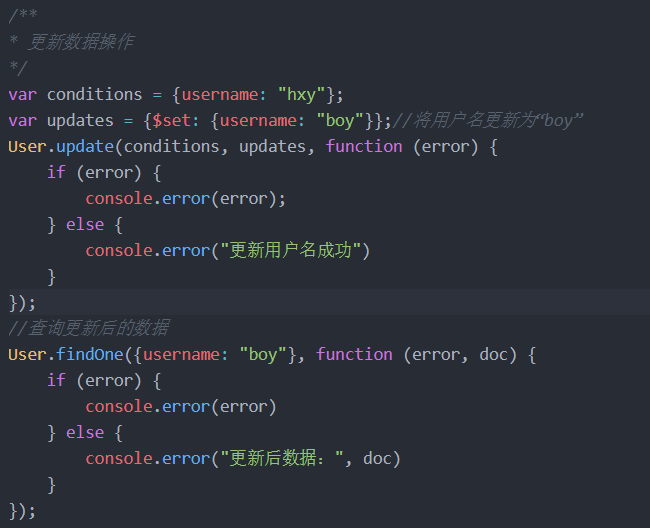 /**
* 更新数据操作
*/
var conditions = {username: "hxy"};
var updates = {$set: {username: "boy"}};//将用户名更新为“boy”
User.update(conditions, updates, function (error) {
    if (error) {
        console.error(error);
    } else {
        console.error("更新用户名成功")
    }
});
//查询更新后的数据
User.findOne({username: "boy"}, function (error, doc) {
    if (error) {
        console.error(error)
    } else {
        console.error("更新后数据：", doc)
    }
});